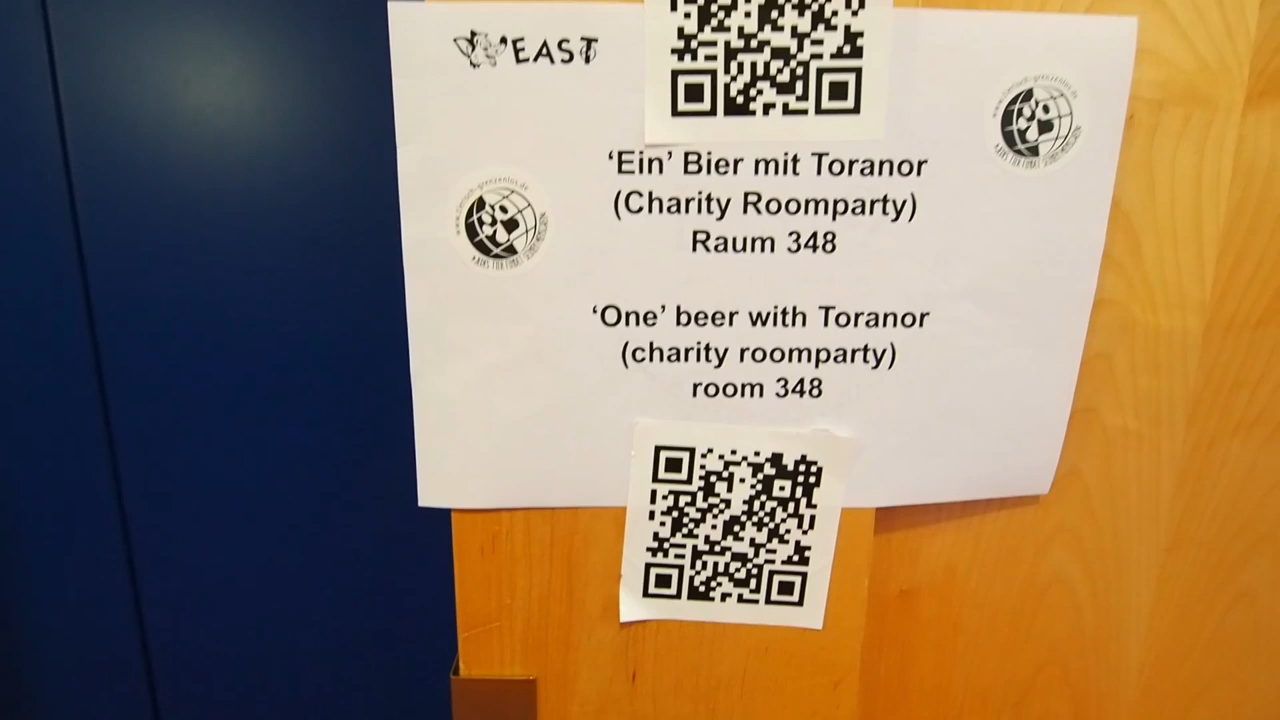 EAST
‘Ein’ Bier mit Toranor
(Charity Roomparty)
Raum 348
‘One’ beer with Toranor
(charity roomparty)
room 348